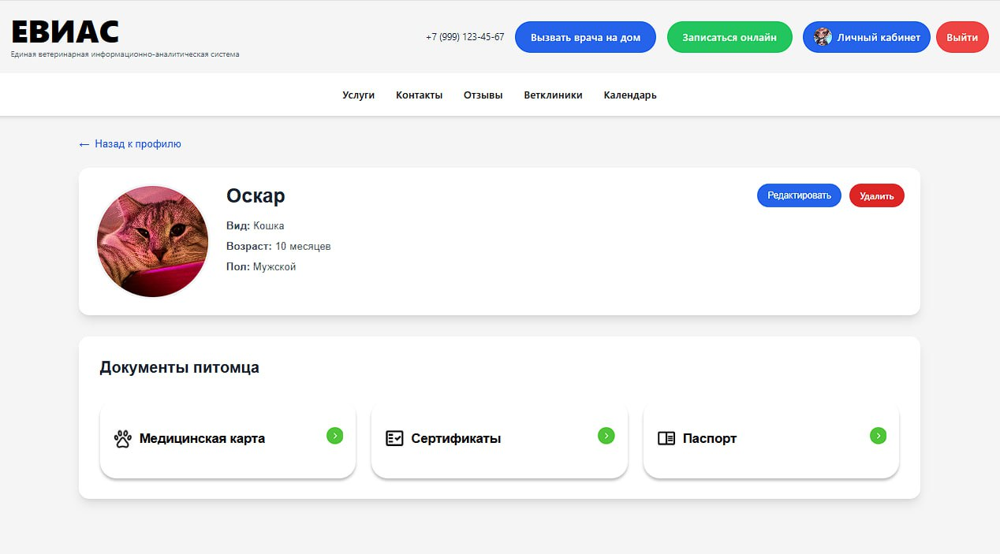 ЕВИАС
Единая ветеринарная информационно-аналитическая система
+7 (999) 123-45-67
Вызвать врача на дом
Записаться онлайн
Личный кабинет
Выйти
Услуги
Контакты
Отзывы
Ветклиники
Календарь
← Назад к профилю
Оскар
Редактировать
Удалить
Вид: Кошка
Возраст: 10 месяцев
Пол: Мужской
Документы питомца
Медицинская карта
Сертификаты
Паспорт